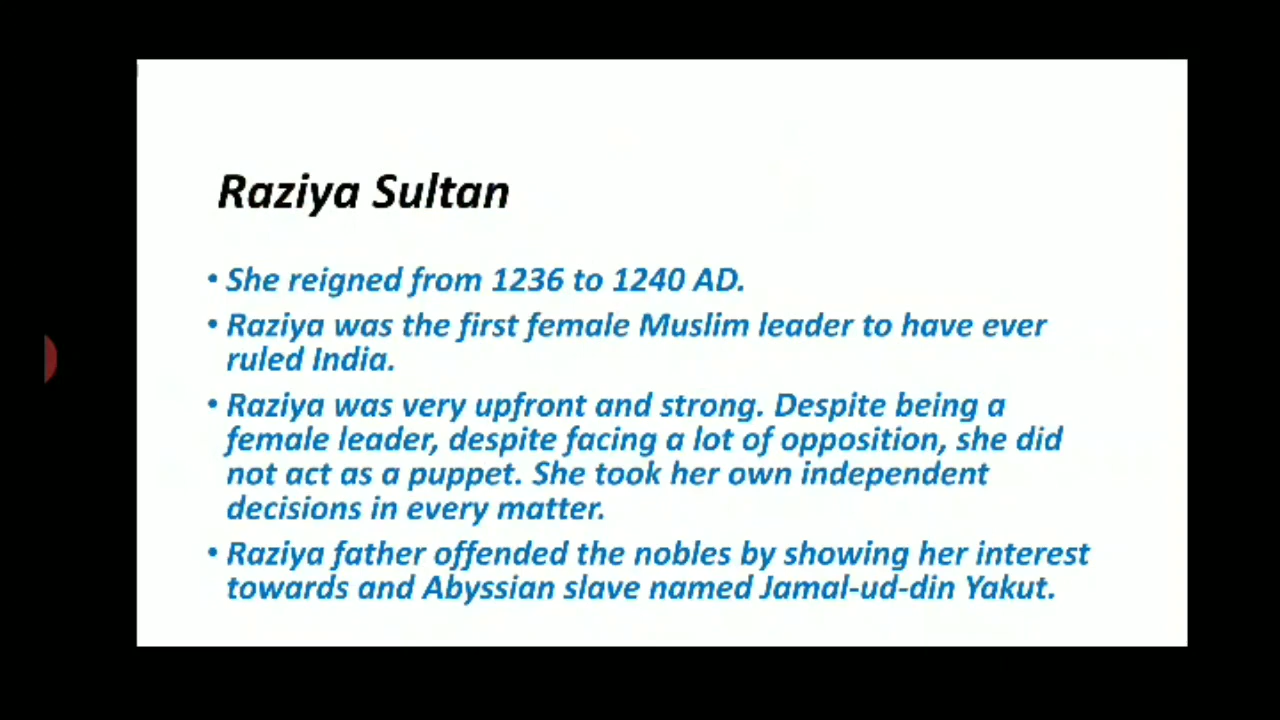 Raziya Sultan
• She reigned from 1236 to 1240 AD.
• Raziya was the first female Muslim leader to have ever
ruled India.
• Raziya was very upfront and strong. Despite being a
female leader, despite facing a lot of opposition, she did
not act as a puppet. She took her own independent
decisions in every matter.
• Raziya father offended the nobles by showing her interest
towards and Abyssian slave named Jamal-ud-din Yakut.